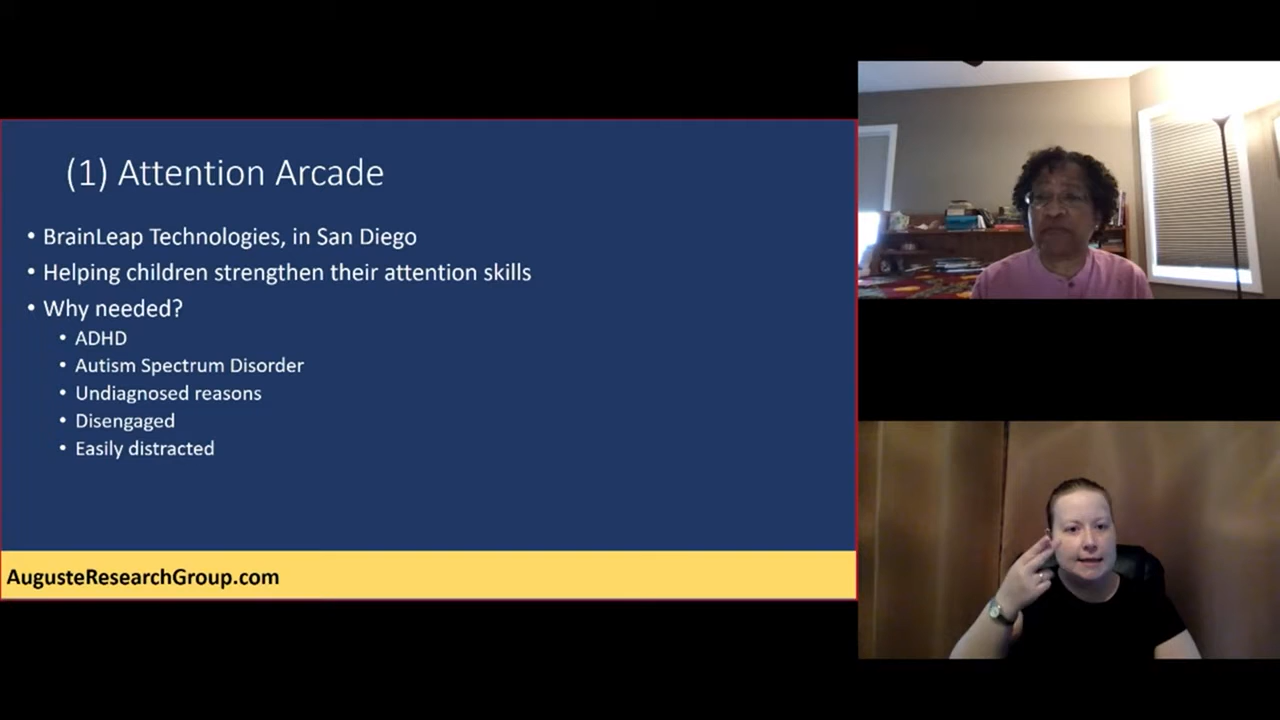 (1) Attention Arcade
• BrainLeap Technologies, in San Diego
• Helping children strengthen their attention skills
• Why needed?
• ADHD
• Autism Spectrum Disorder
• Undiagnosed reasons
• Disengaged
• Easily distracted
AugusteResearchGroup.com